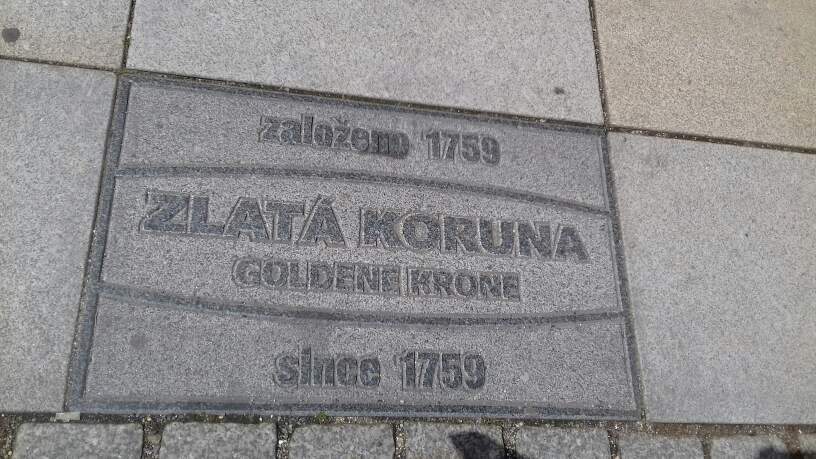 založeno 1759
ZLATÁ KORUNA
GOLDENE KRONE
since 1759